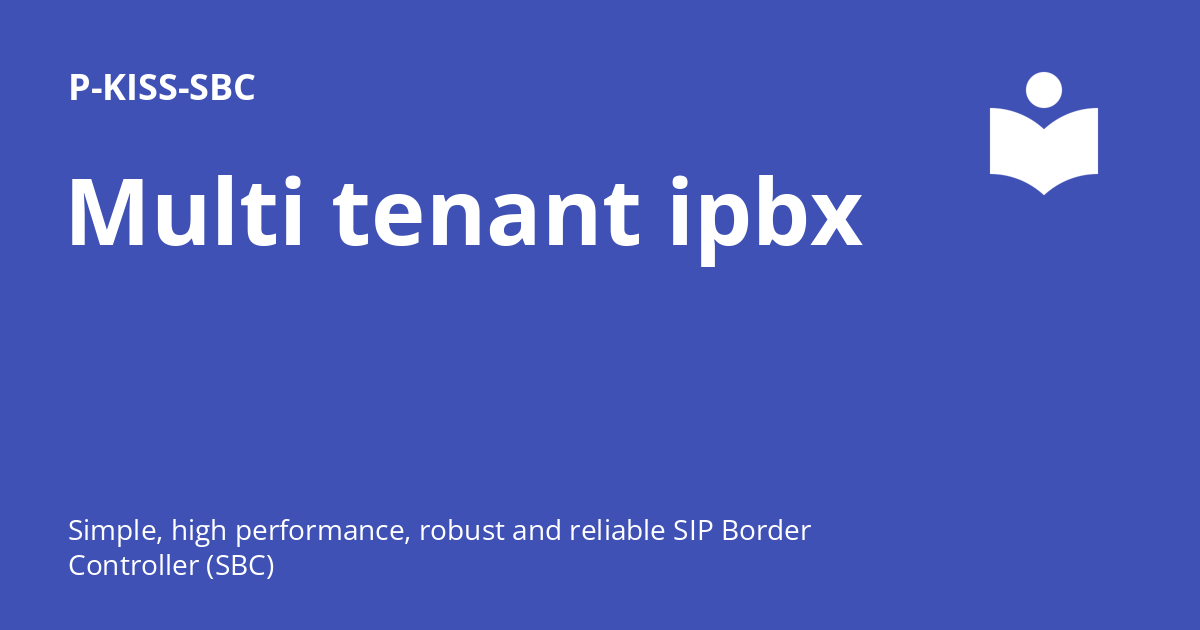 P-KISS-SBC
Multi tenant ipbx
Simple, high performance, robust and reliable SIP Border
Controller (SBC)